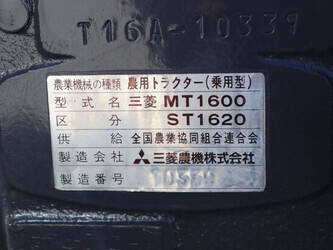 T16A-10339
農業機械の種類 農用トラクター(乗用型)
型式名 三菱 MT1600
区分 ST1620
供給 全国農業協同組合連合会
製造会社 三菱農機株式会社
製造番号 10339